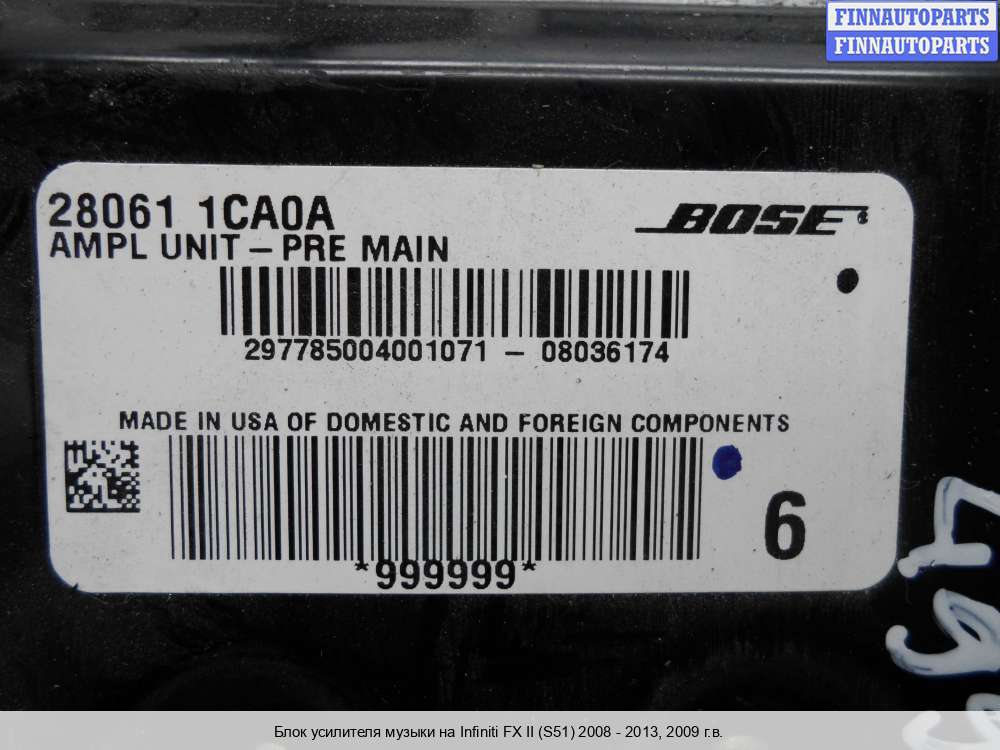 FINNAUTOPARTS
FINNAUTOPARTS
28061 1CA0A
BOSE
AMPL UNIT – PRE MAIN
297785004001071 – 08036174
MADE IN USA OF DOMESTIC AND FOREIGN COMPONENTS
6
*999999*
Блок усилителя музыки на Infiniti FX II (S51) 2008 - 2013, 2009 г.в.